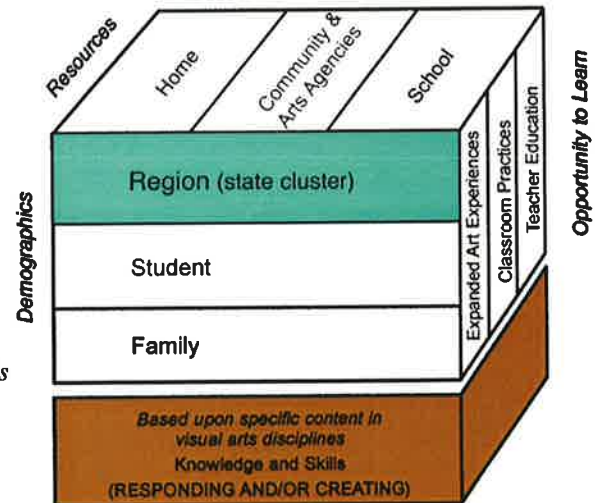 Resources
Home
Community &
Arts Agencies
School
Opportunity to Learn
Demographics
Region (state cluster)
Student
Family
Expanded Art Experiences
Classroom Practices
Teacher Education
s
Based upon specific content in
visual arts disciplines
Knowledge and Skills
(RESPONDING AND/OR CREATING)